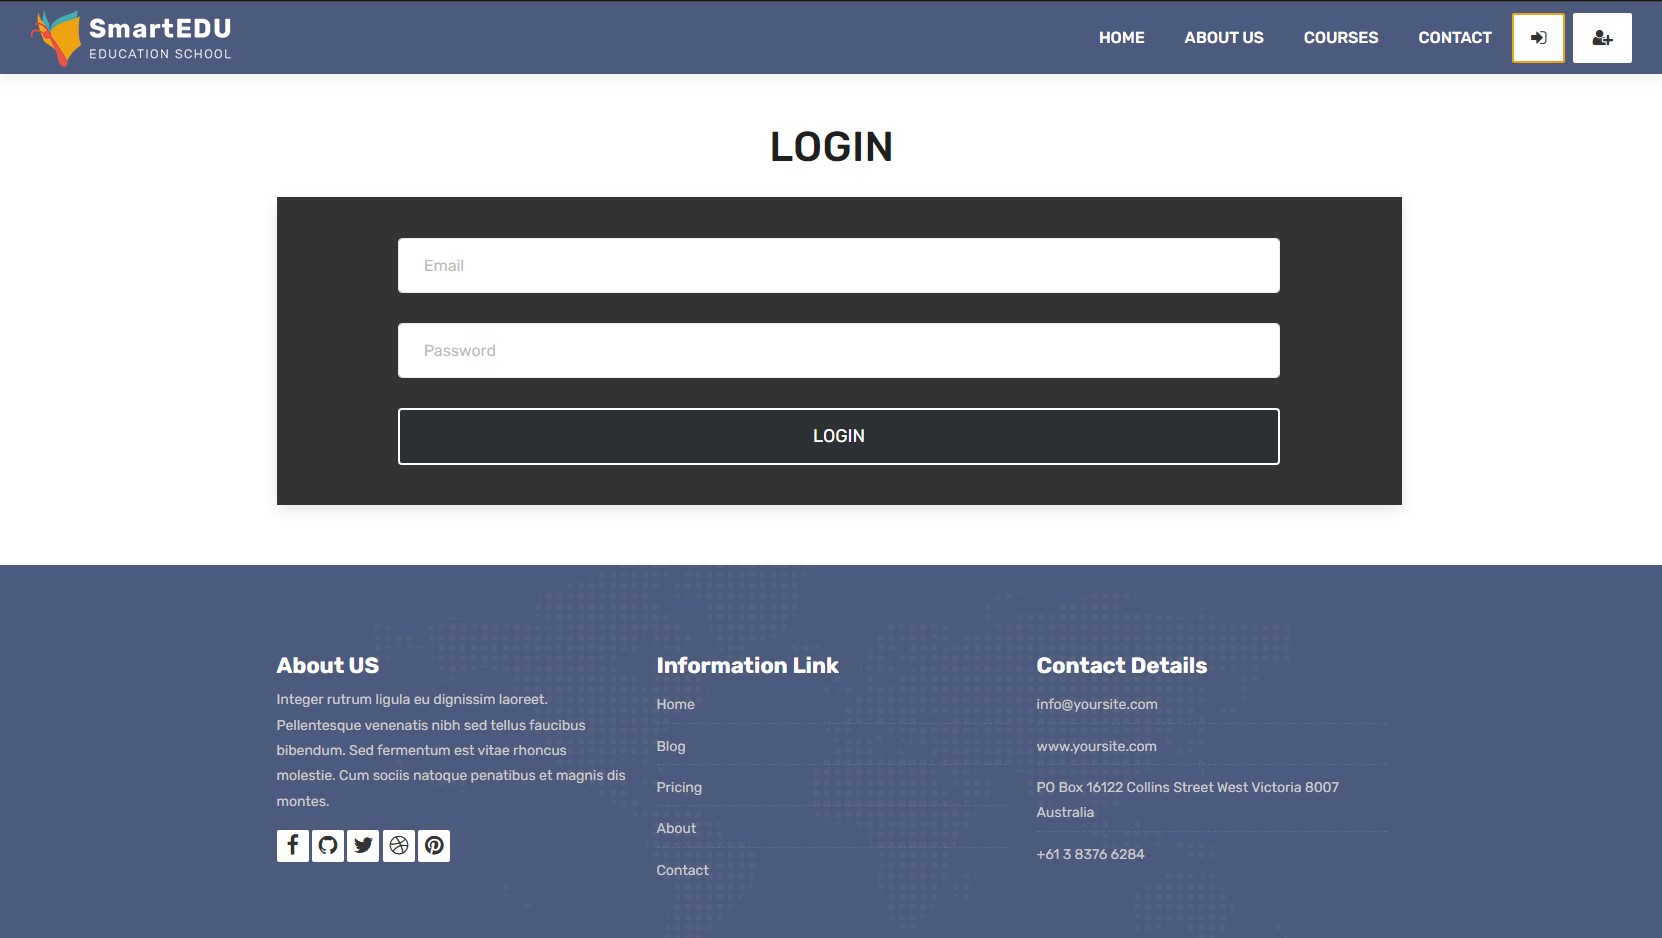 SmartEDU
EDUCATION SCHOOL
HOME
ABOUT US
COURSES
CONTACT
LOGIN
Email
Password
LOGIN
About US
Integer rutrum ligula eu dignissim laoreet.
Pellentesque venenatis nibh sed tellus faucibus
bibendum. Sed fermentum est vitae rhoncus
molestie. Cum sociis natoque penatibus et magnis dis
montes.
Information Link
Home
Blog
Pricing
About
Contact
Contact Details
info@yoursite.com
www.yoursite.com
PO Box 16122 Collins Street West Victoria 8007
Australia
+61 3 8376 6284